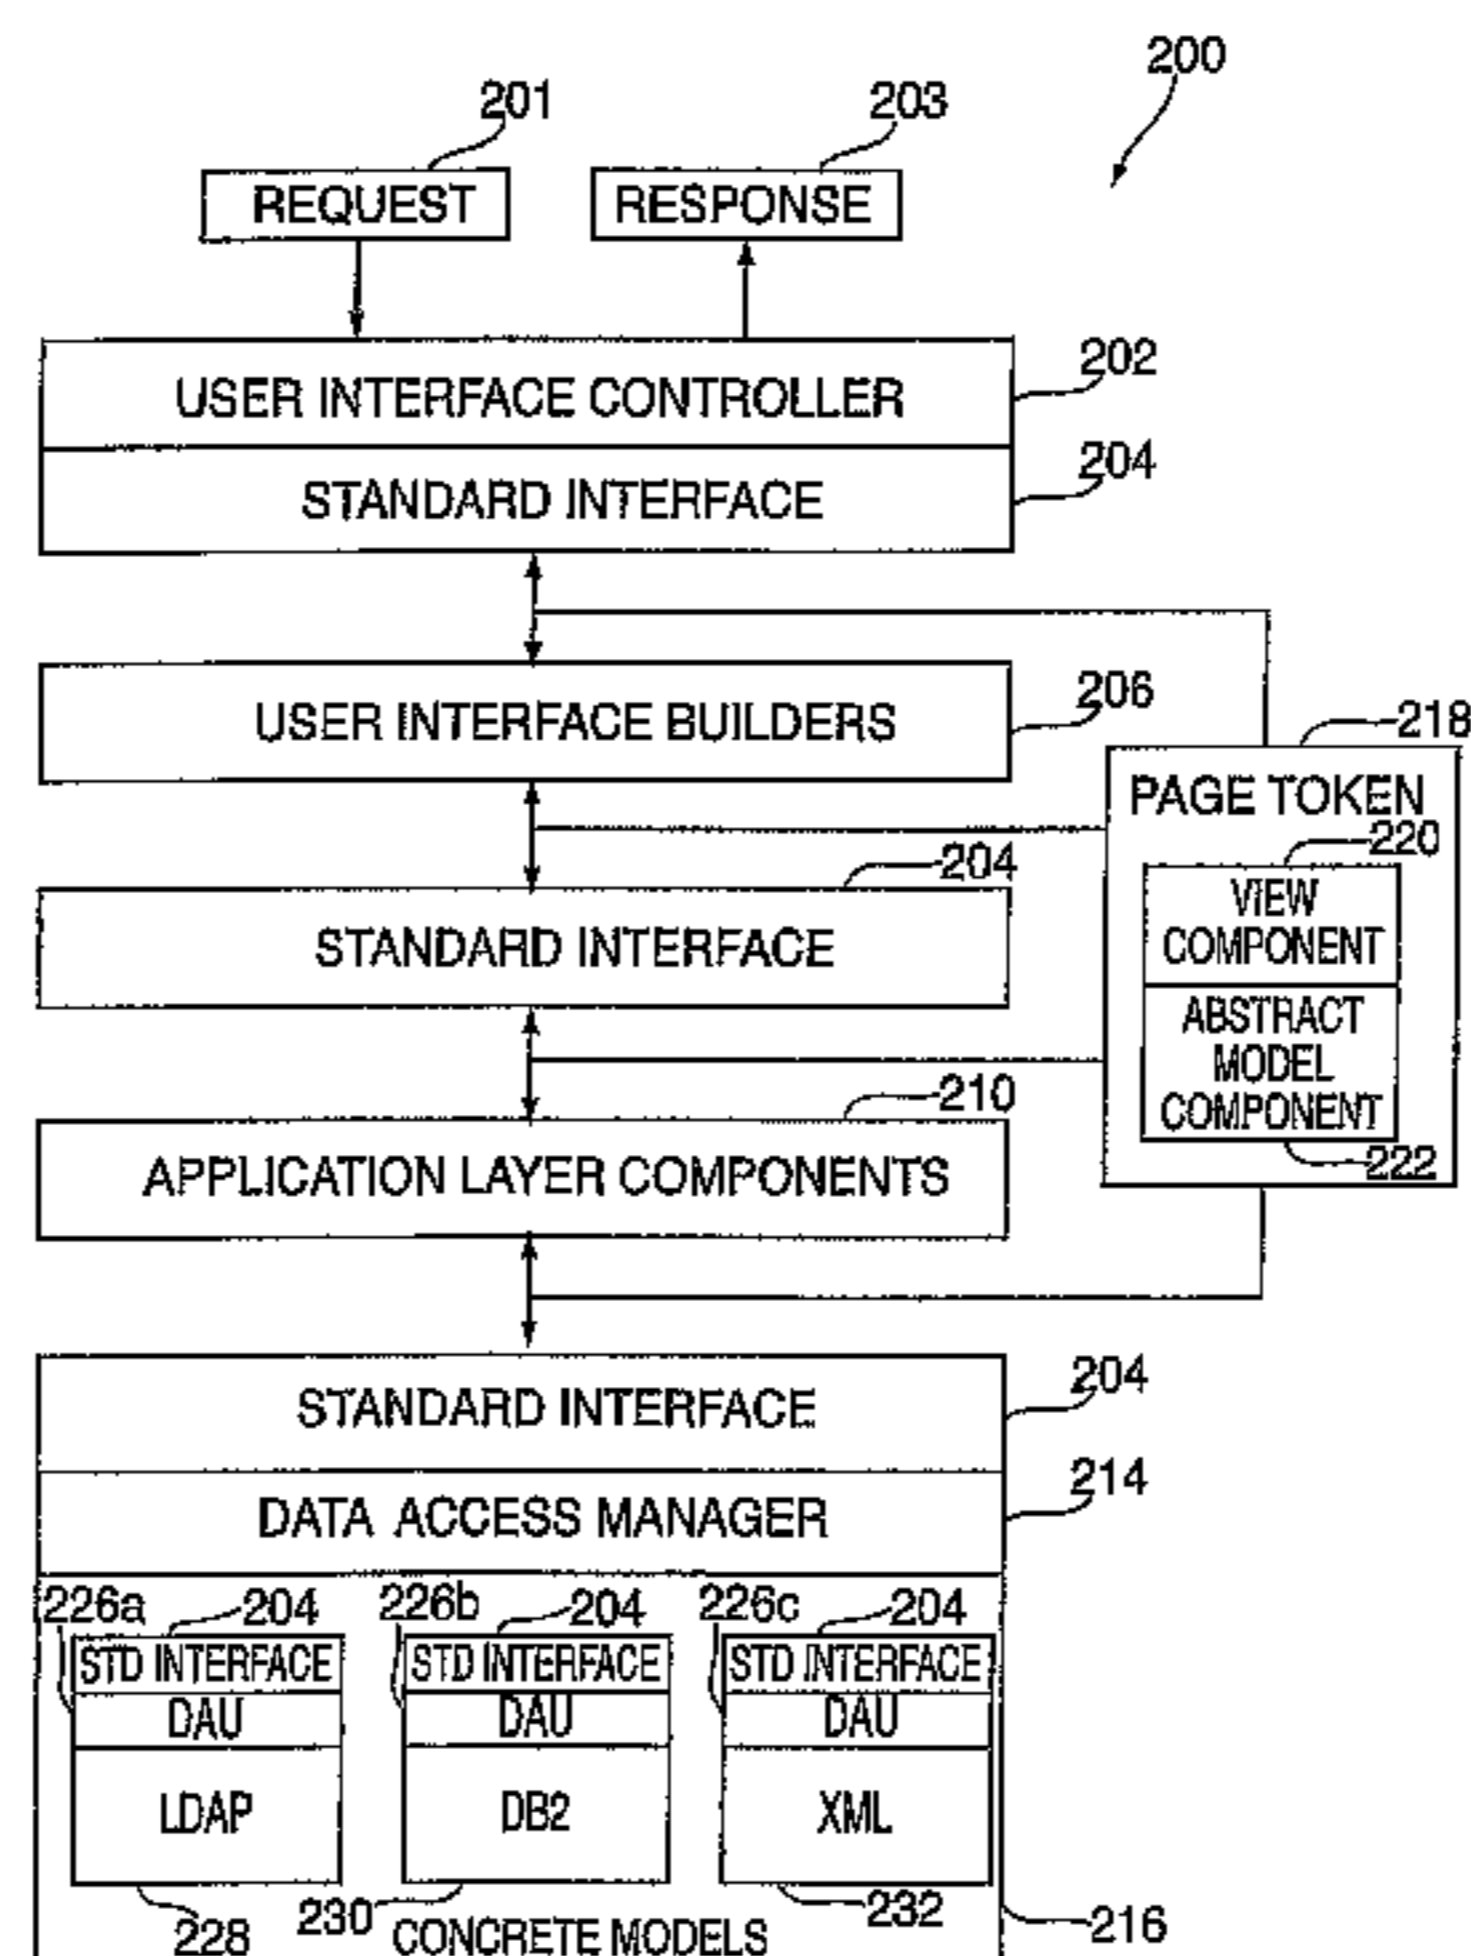 200
201
203
REQUEST
RESPONSE
202
USER INTERFACE CONTROLLER
204
STANDARD INTERFACE
206
USER INTERFACE BUILDERS
218
PAGE TOKEN
220
VIEW
COMPONENT
ABSTRACT
MODEL
COMPONENT
222
204
STANDARD INTERFACE
210
APPLICATION LAYER COMPONENTS
204
STANDARD INTERFACE
214
DATA ACCESS MANAGER
226a 204 226b 204 226c 204
STD INTERFACE STD INTERFACE STD INTERFACE
DAU DAU DAU
LDAP DB2 XML
228 230 232
CONCRETE MODELS 216